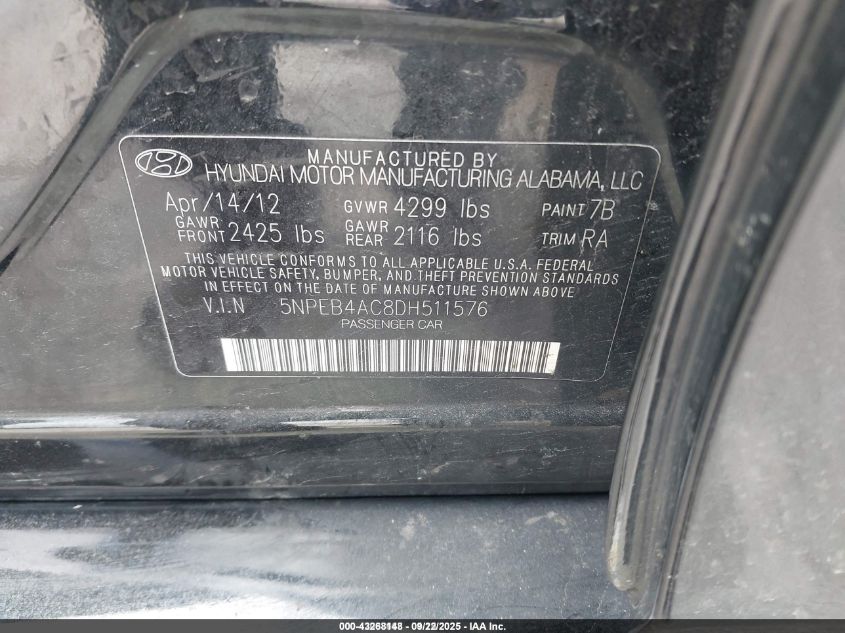 MANUFACTURED BY
HYUNDAI MOTOR MANUFACTURING ALABAMA, LLC
Apr/14/12 GVWR 4299 lbs PAINT 7B
GAWR FRONT 2425 lbs GAWR REAR 2116 lbs TRIM RA
THIS VEHICLE CONFORMS TO ALL APPLICABLE U.S.A. FEDERAL
MOTOR VEHICLE SAFETY, BUMPER, AND THEFT PREVENTION STANDARDS
IN EFFECT ON THE DATE OF MANUFACTURE SHOWN ABOVE.
V.I.N 5NPEB4AC8DH511576
PASSENGER CAR
000-43268148 - 09/22/2025 - IAA Inc.